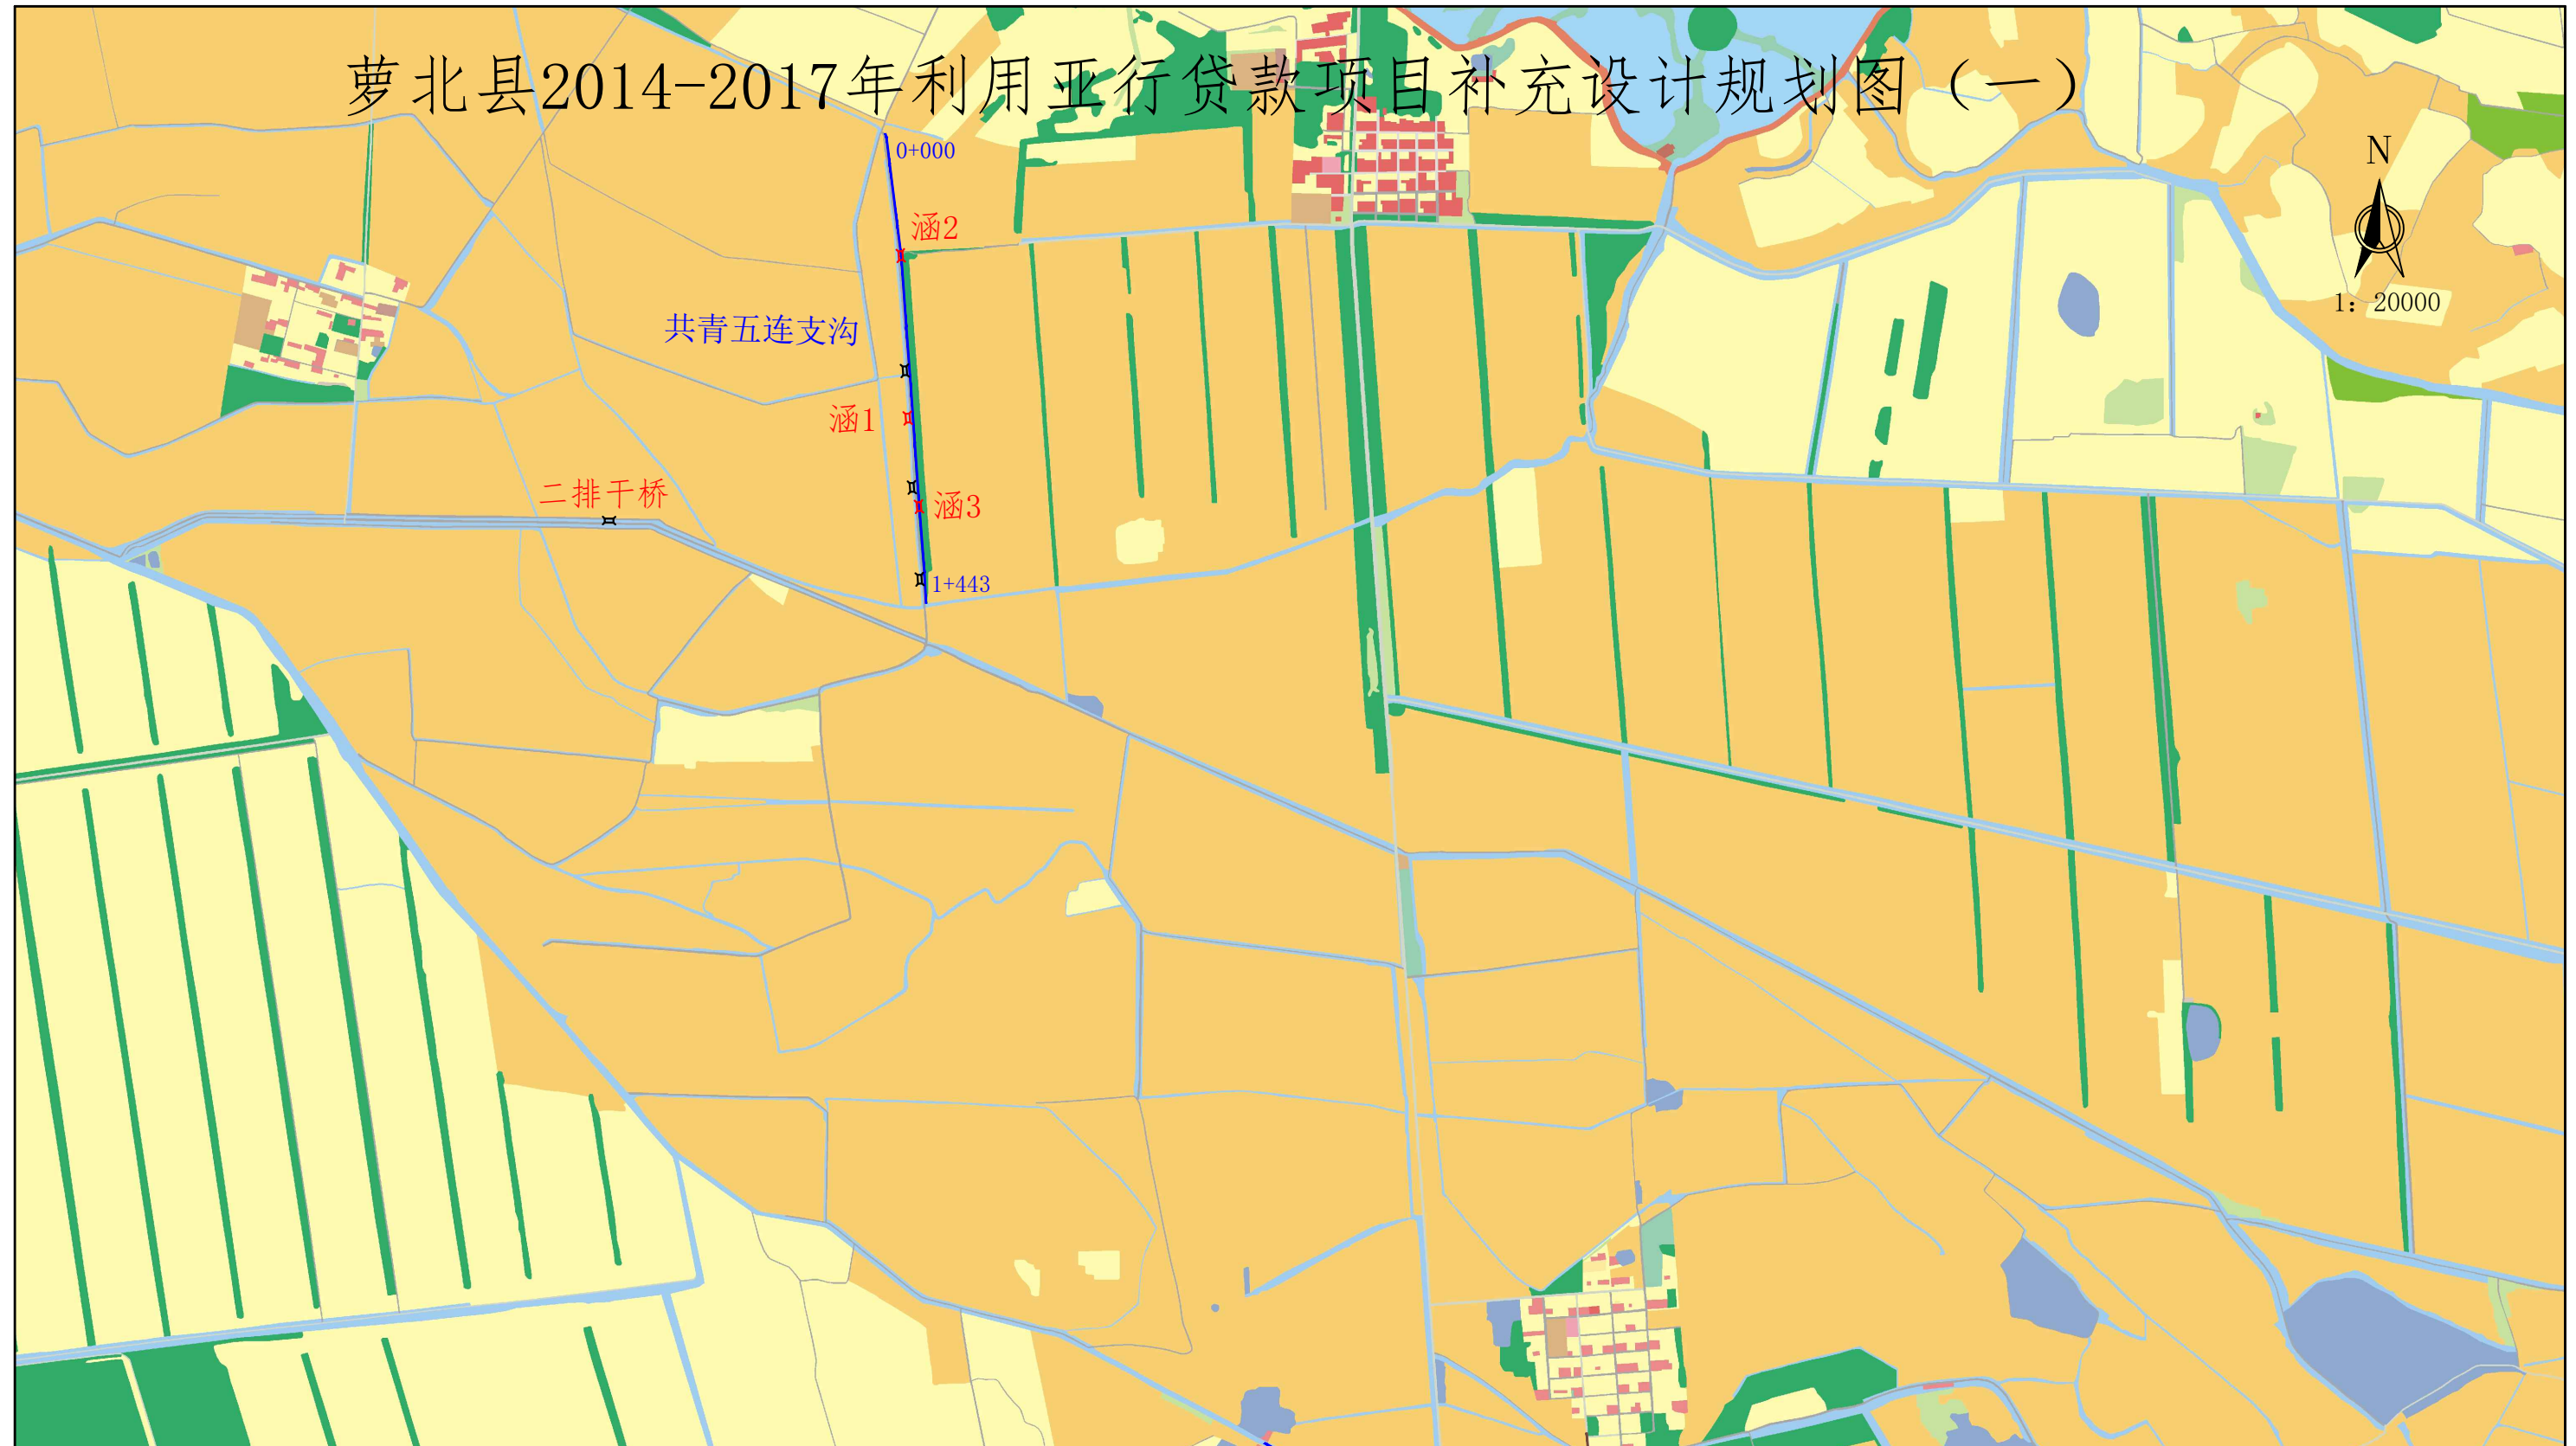 萝北县2014-2017年利用亚行贷款项目补充设计规划图（一）
N
1：20000
0+000
涵2
共青五连支沟
涵1
二排干桥
涵3
1+443